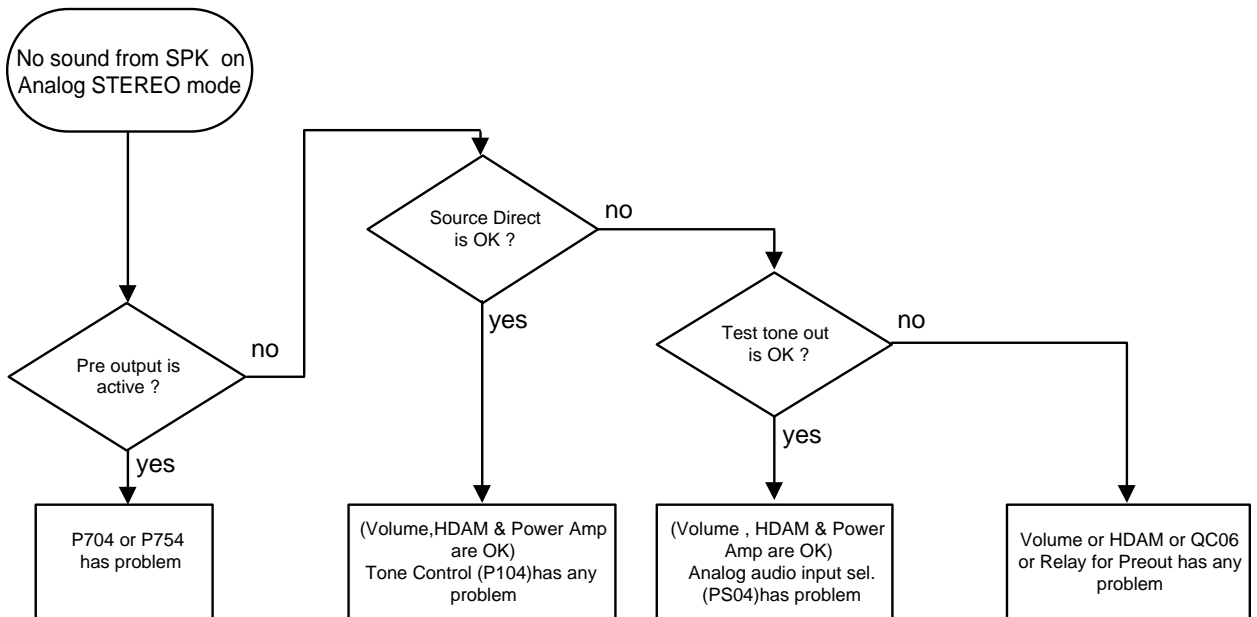 No sound from SPK on
Analog STEREO mode
Source Direct
is OK ?
no
yes
Pre output is
active ?
no
yes
Test tone out
is OK ?
no
yes
P704 or P754
has problem
(Volume,HDAM & Power Amp
are OK)
Tone Control (P104)has any
problem
(Volume , HDAM & Power
Amp are OK)
Analog audio input sel.
(PS04)has problem
Volume or HDAM or QC06
or Relay for Preout has any
problem